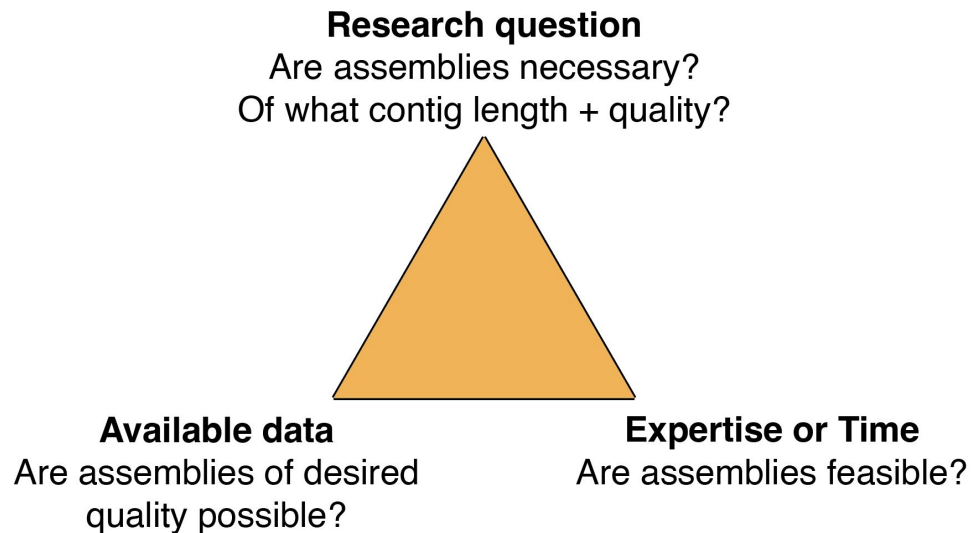 Research question
Are assemblies necessary?
Of what contig length + quality?
Available data
Are assemblies of desired
quality possible?
Expertise or Time
Are assemblies feasible?